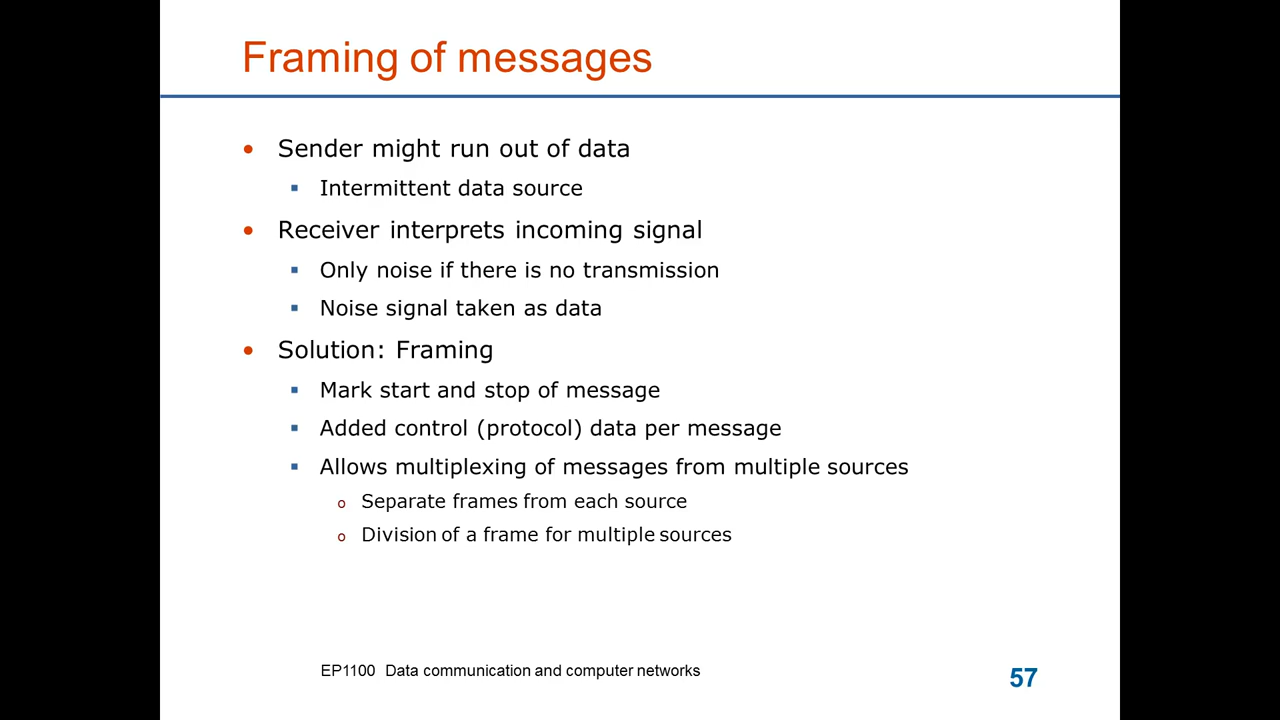 Framing of messages
• Sender might run out of data
▪ Intermittent data source
• Receiver interprets incoming signal
▪ Only noise if there is no transmission
▪ Noise signal taken as data
• Solution: Framing
▪ Mark start and stop of message
▪ Added control (protocol) data per message
▪ Allows multiplexing of messages from multiple sources
o Separate frames from each source
o Division of a frame for multiple sources
EP1100 Data communication and computer networks
57